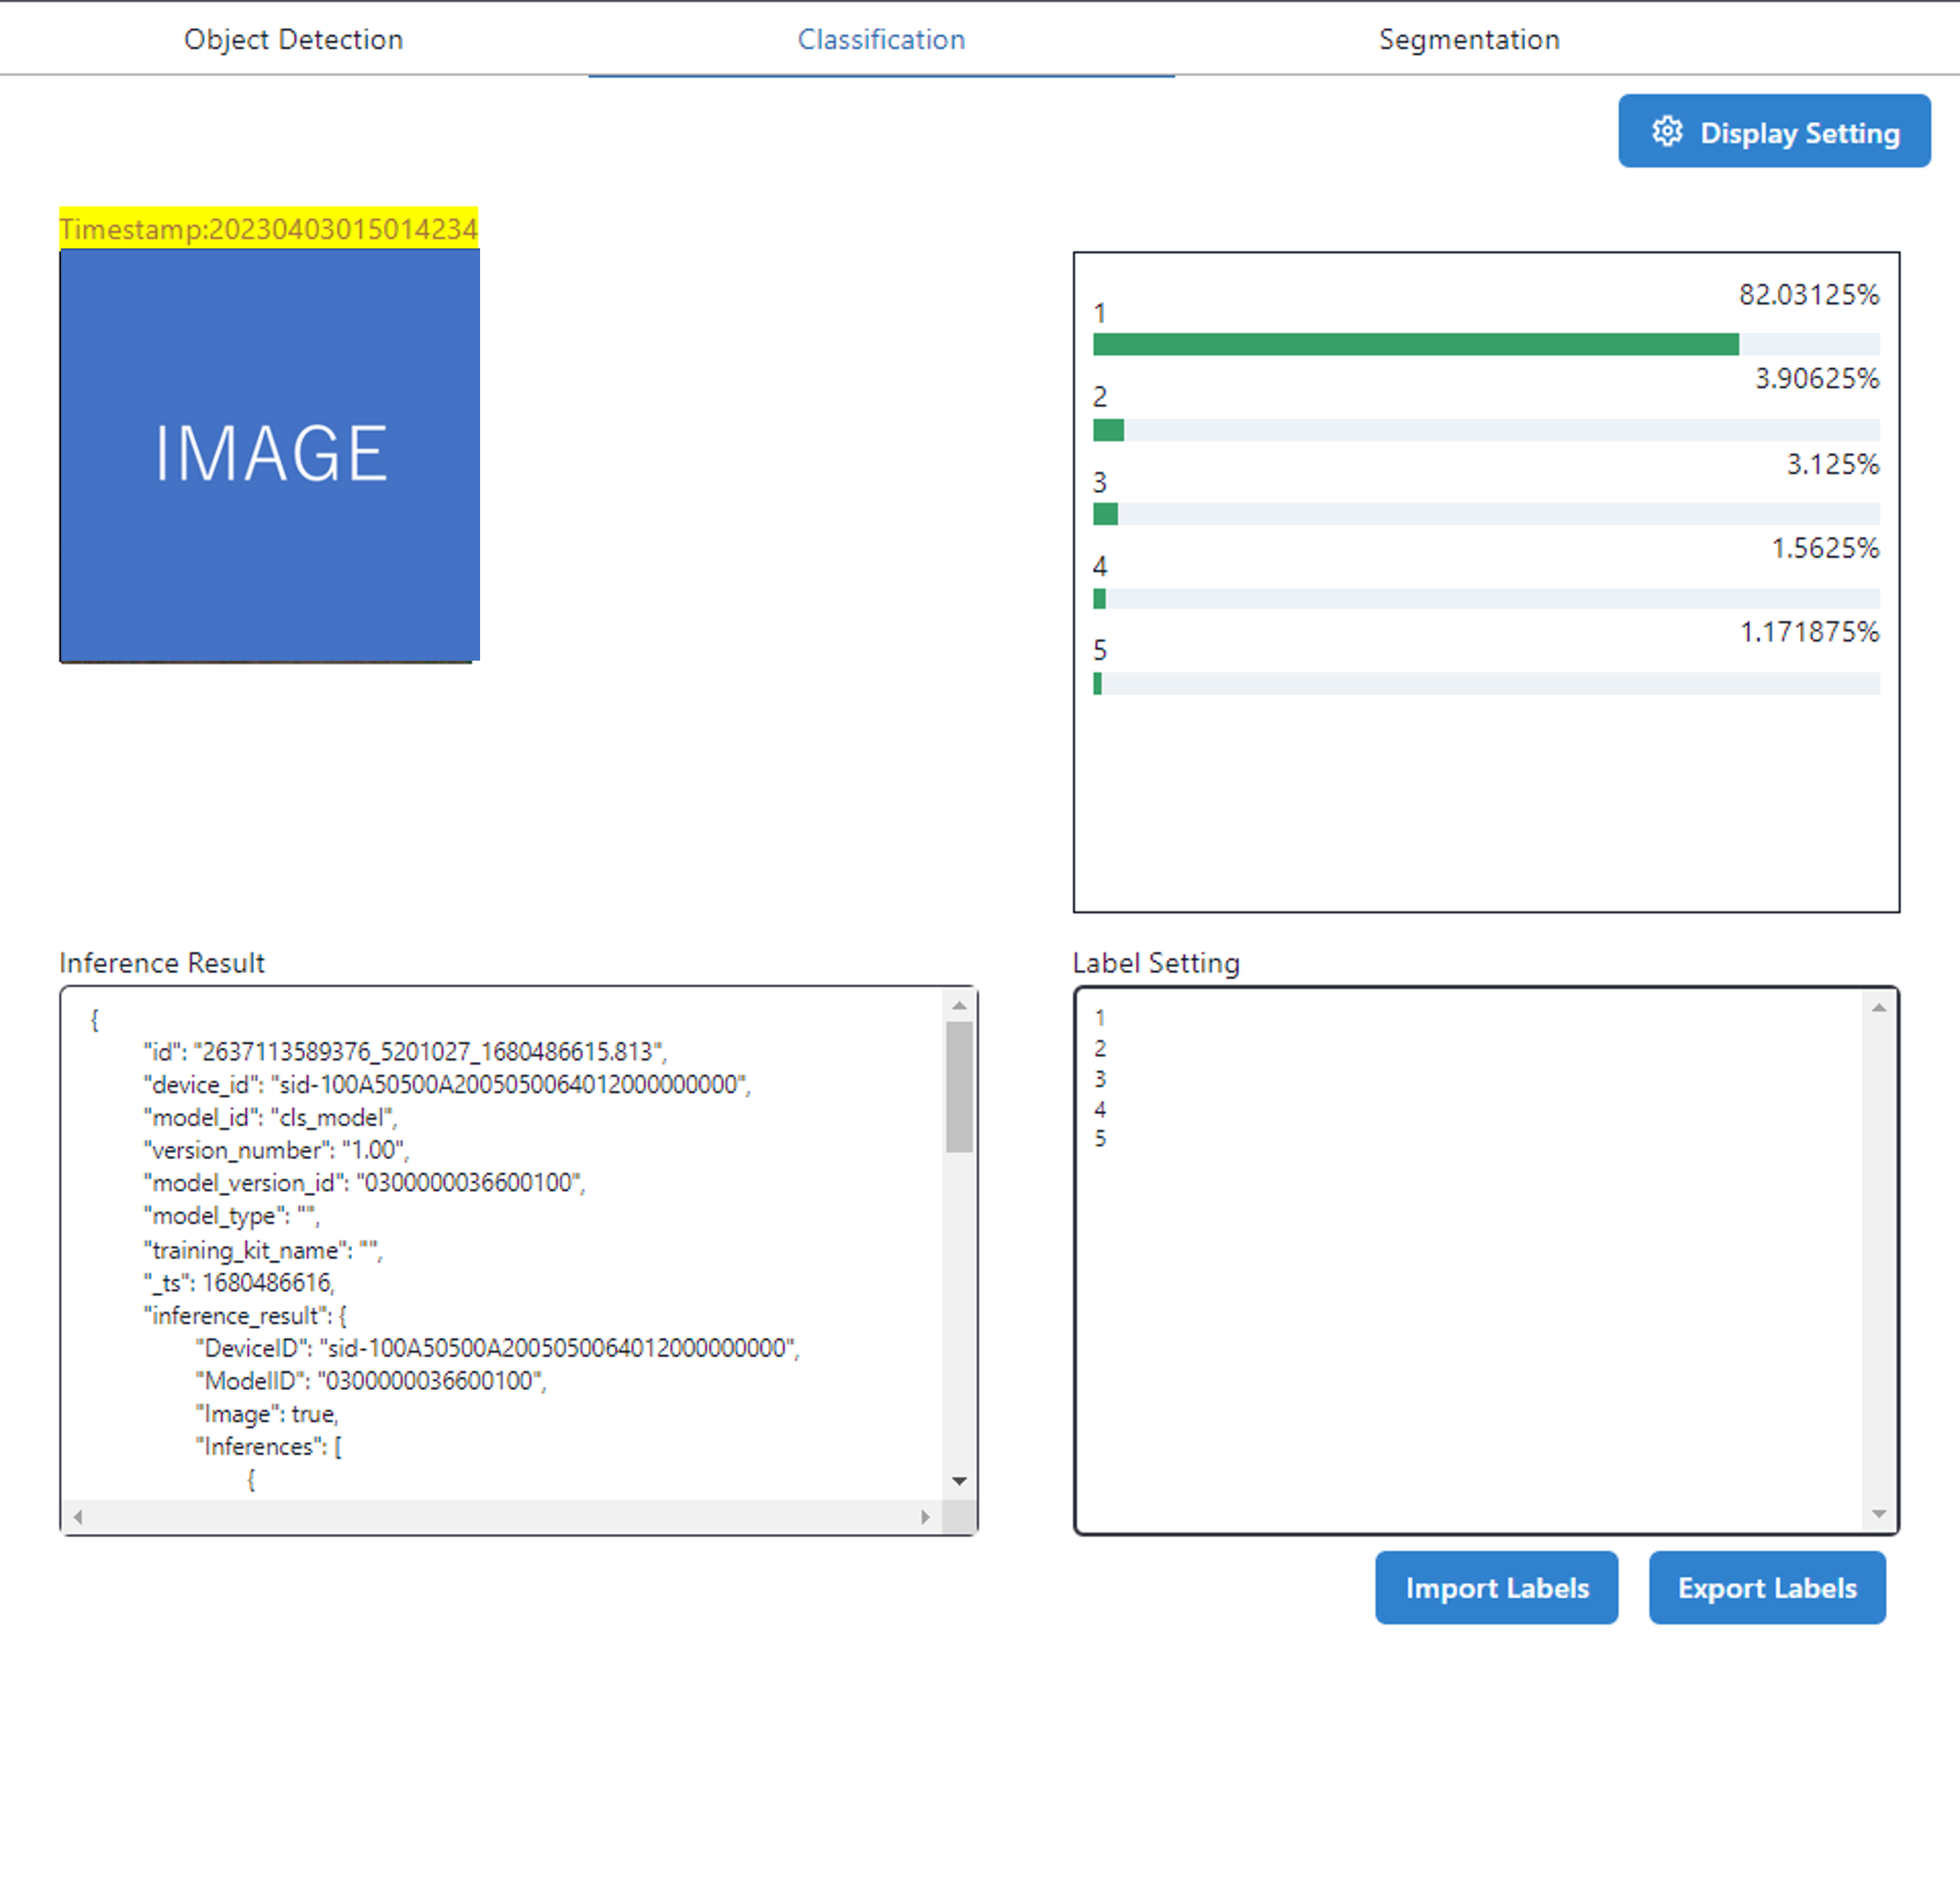 Object Detection
Classification
Segmentation
Display Setting
Timestamp:20230403015014234
IMAGE
1
82.03125%
2
3.90625%
3
3.125%
4
1.5625%
5
1.171875%
Inference Result
{
"id": "2637113589376_5201027_1680486615.813",
"device_id": "sid-100A50500A2005050064012000000000",
"model_id": "cls_model",
"version_number": "1.00",
"model_version_id": "0300000036600100",
"model_type": "",
"training_kit_name": "",
"_ts": 1680486616,
"inference_result": {
"DeviceID": "sid-100A50500A2005050064012000000000",
"ModelID": "0300000036600100",
"Image": true,
"Inferences": [
{
Label Setting
1
2
3
4
5
Import Labels
Export Labels